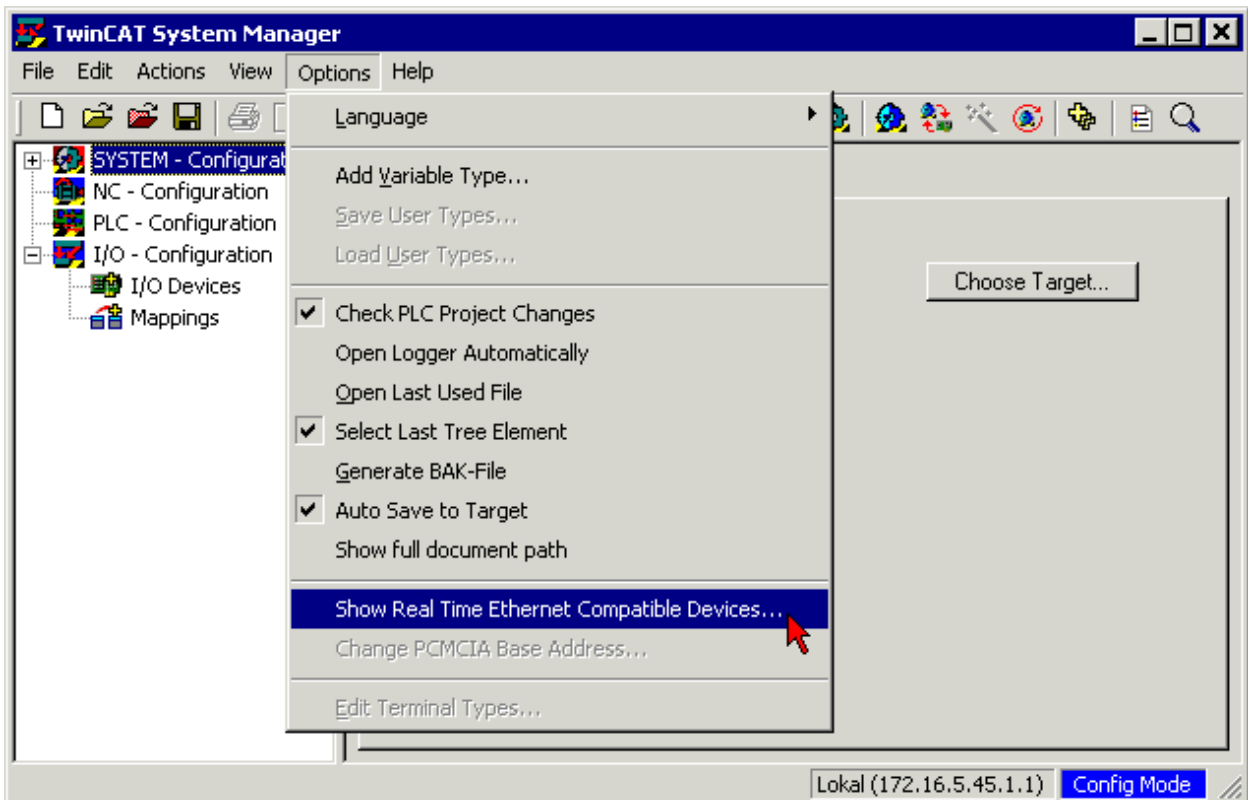 TwinCAT System Manager
File Edit Actions View Options Help
Language
Add Variable Type...
Save User Types...
Load User Types...
Check PLC Project Changes
Open Logger Automatically
Open Last Used File
Select Last Tree Element
Generate BAK-File
Auto Save to Target
Show full document path
Show Real Time Ethernet Compatible Devices...
Change PCMCIA Base Address...
Edit Terminal Types...
SYSTEM - Configurat
NC - Configuration
PLC - Configuration
I/O - Configuration
I/O Devices
Mappings
Choose Target...
Lokal (172.16.5.45.1.1) Config Mode